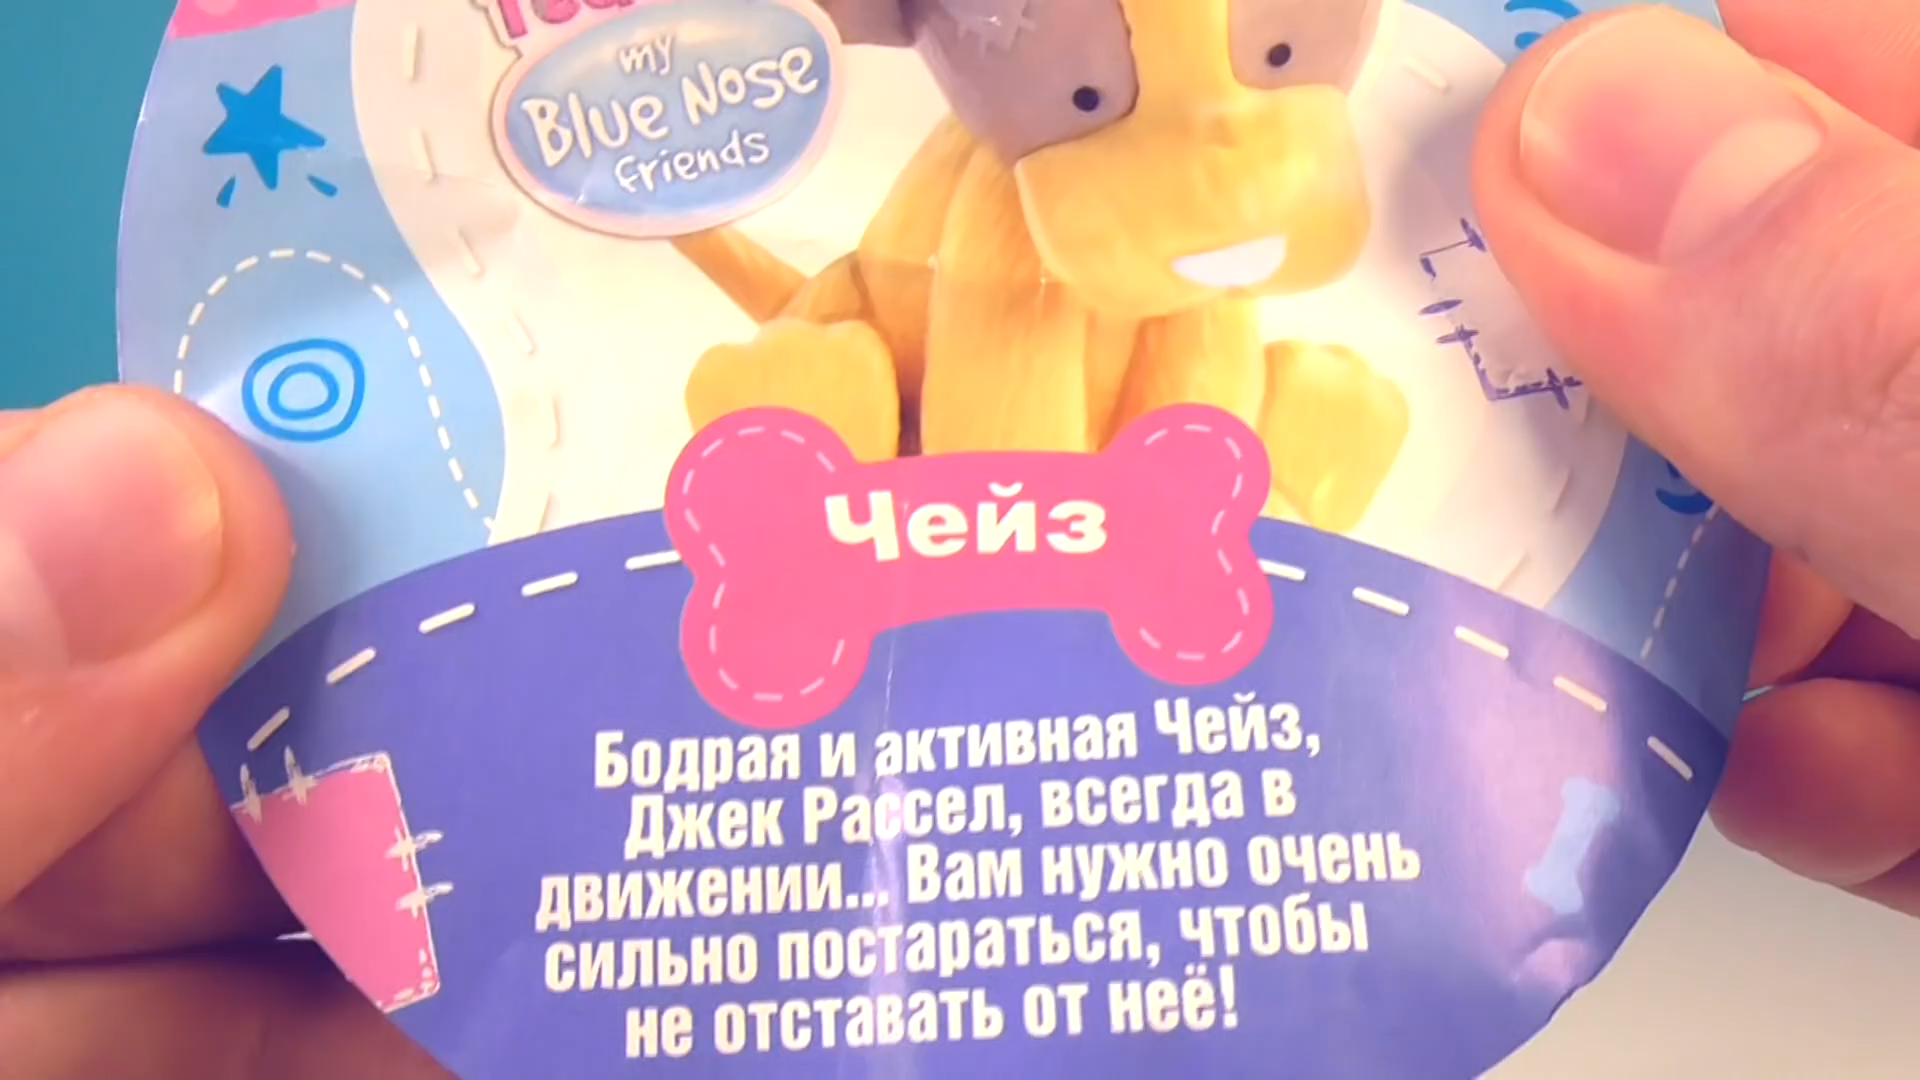 my
Blue Nose
friends
Чейз
Бодрая и активная Чейз,
Джек Рассел, всегда в
движении... Вам нужно очень
сильно постараться, чтобы
не отставать от неё!